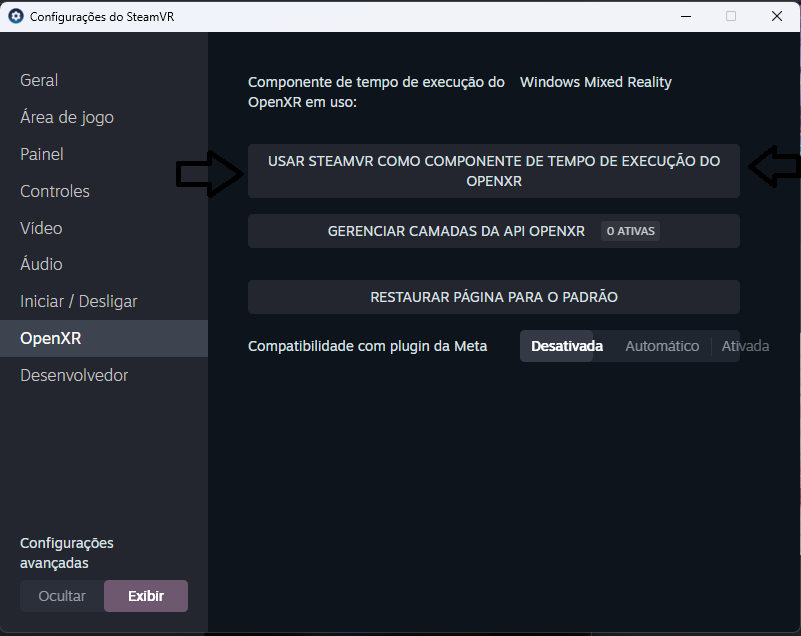 Configurações do SteamVR
Geral
Área de jogo
Painel
Controles
Vídeo
Áudio
Iniciar / Desligar
OpenXR
Desenvolvedor
Configurações
avançadas
Ocultar Exibir
Componente de tempo de execução do Windows Mixed Reality
OpenXR em uso:
USAR STEAMVR COMO COMPONENTE DE TEMPO DE EXECUÇÃO DO
OPENXR
GERENCIAR CAMADAS DA API OPENXR 0 ATIVAS
RESTAURAR PÁGINA PARA O PADRÃO
Compatibilidade com plugin da Meta Desativada Automático Ativada